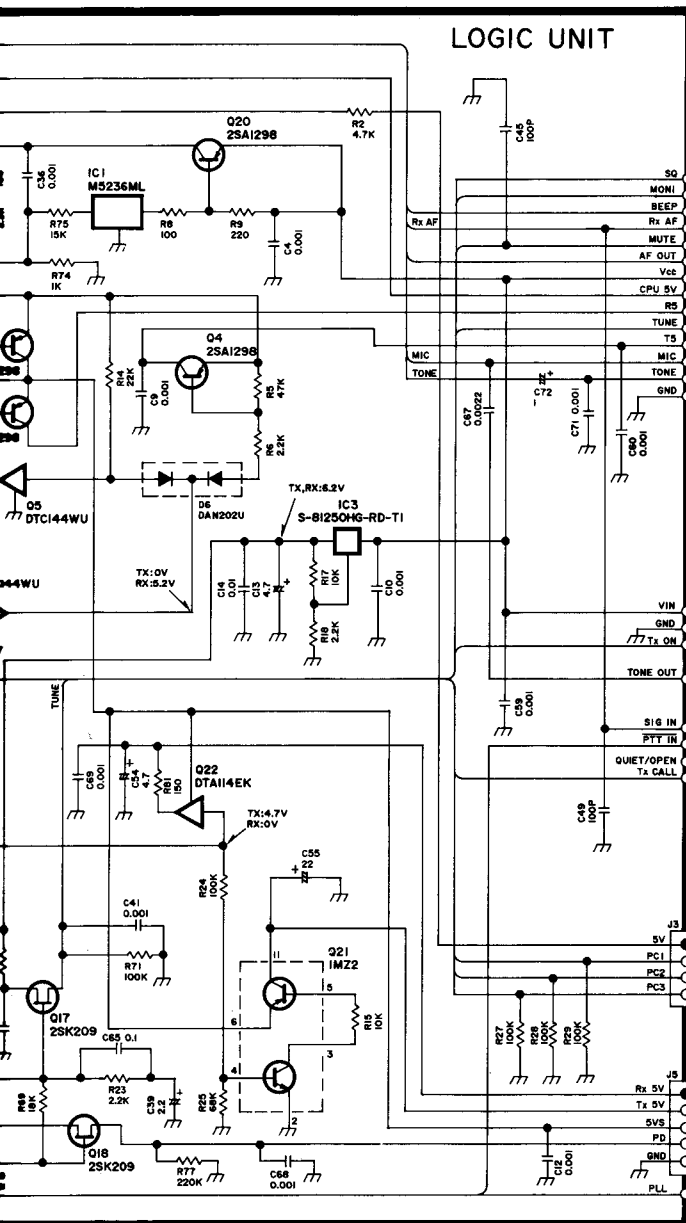 LOGIC UNIT
Q20
2SA1298
R2
4.7K
C45
100P
C36
0.001
IC1
M5236ML
SQ
MONI
BEEP
Rx AF
Rx AF
MUTE
AF OUT
Vcc
CPU 5V
R5
TUNE
T5
MIC
TONE
GND
R75
15K
R8
100
R9
220
C4
0.001
R74
1K
MIC
TONE
Q4
2SA1298
R14
22K
C9
0.001
R5
47K
R6
2.2K
C67
0.0022
C72
1
C71 0.001
C60
0.001
298
298
Q5
DTC144WU
D6
DAN202U
TX,RX:6.2V
IC3
S-81250HG-RD-T1
144WU
TX:0V
RX:5.2V
C14
0.01
C13
4.7
R17
10K
R18
2.2K
C10
0.001
VIN
GND
Tx ON
TONE OUT
TUNE
C59
0.001
SIG IN
PTT IN
QUIET/OPEN
Tx CALL
C69
0.001
C54
4.7
R81
150
Q22
DTA114EK
TX:4.7V
RX:0V
C49
100P
R24
100K
C55
22
C41
0.001
R71
100K
Q21
IMZ2
11
5
6
3
4
2
R15
10K
J3
5V
PC1
PC2
PC3
Q17
2SK209
C65 0.1
R27
100K
R28
100K
R29
100K
R69
18K
R23
2.2K
C39
2.2
R25
68K
J5
Rx 5V
Tx 5V
5VS
PD
GND
PLL
Q18
2SK209
R77
220K
C68
0.001
C12
0.001